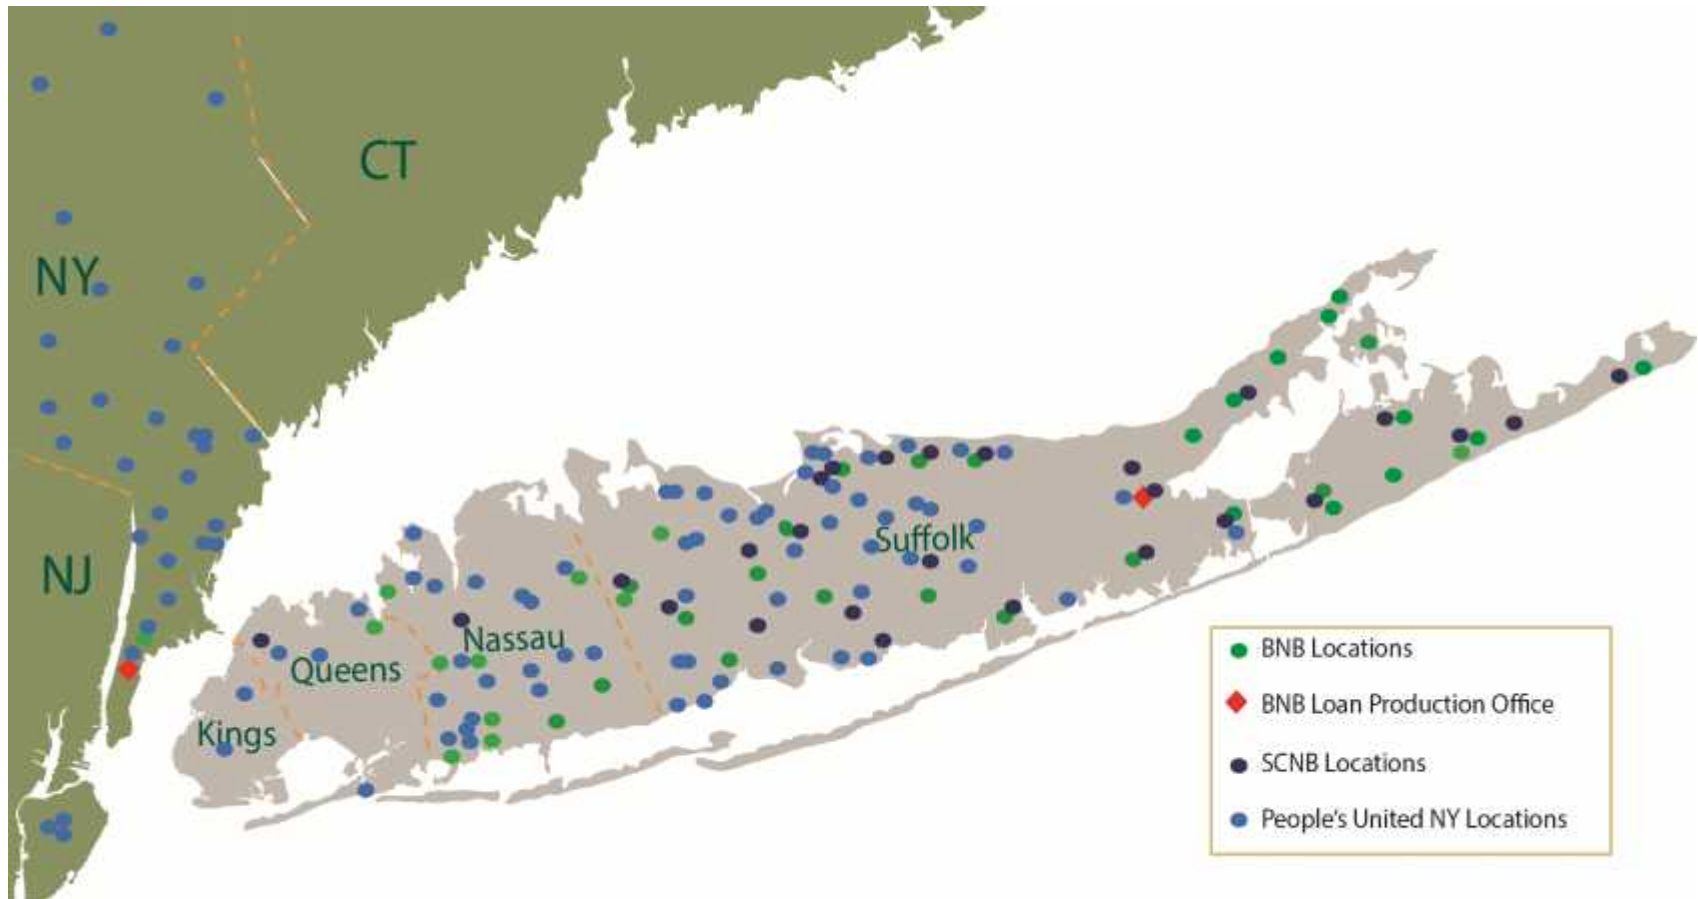 CT
NY
NJ
Suffolk
Nassau
Queens
Kings
BNB Locations
BNB Loan Production Office
SCNB Locations
People's United NY Locations